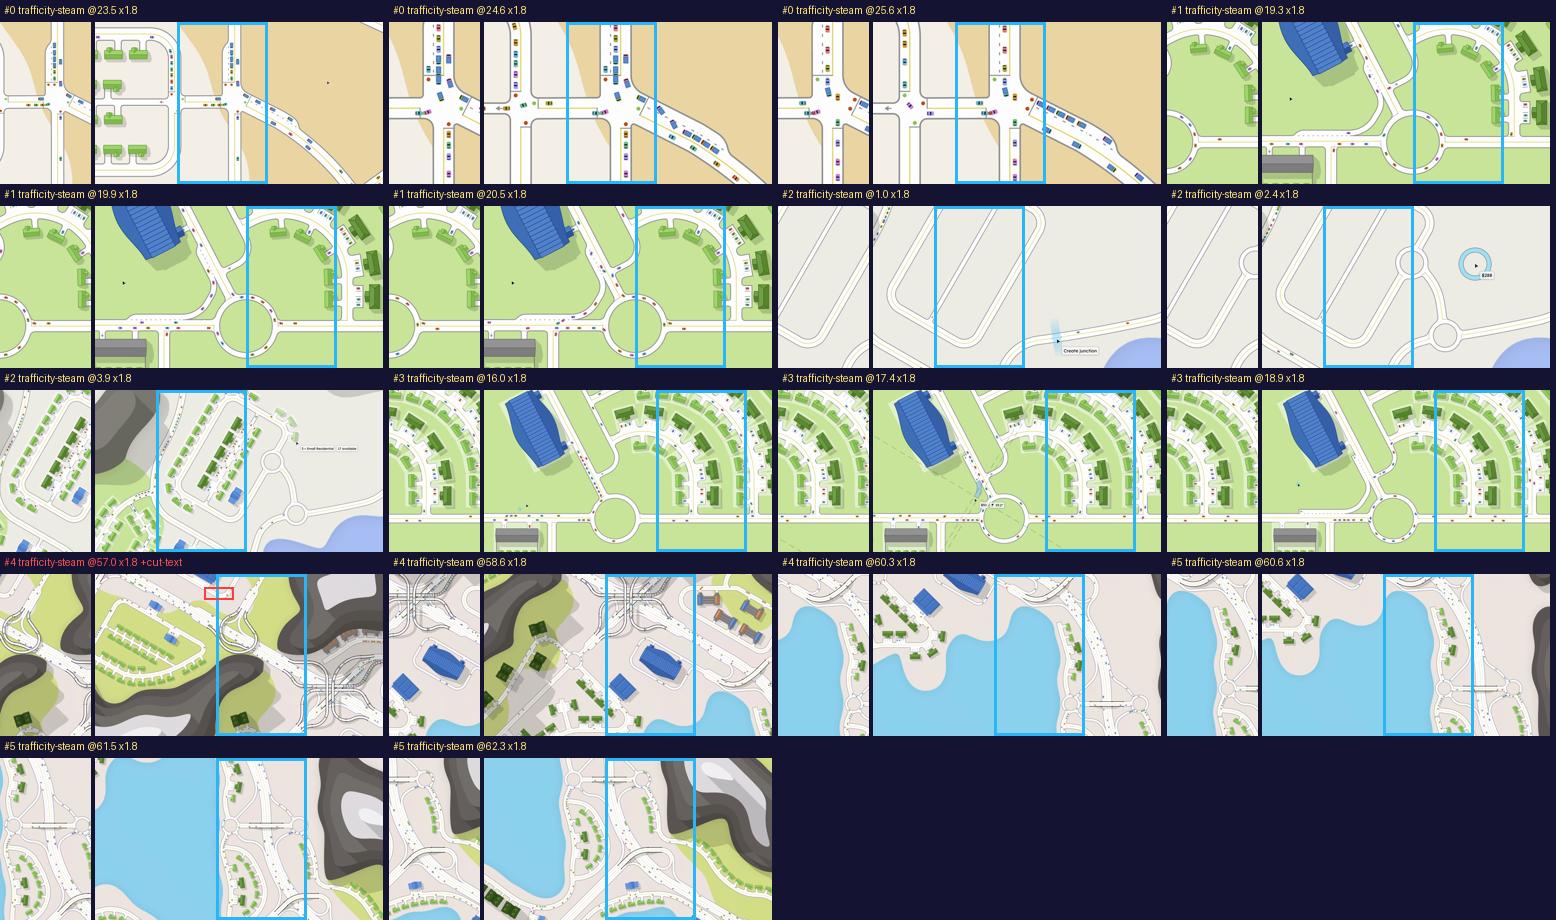 #0 trafficity-steam @23.5 x1.8
#0 trafficity-steam @24.6 x1.8
#0 trafficity-steam @25.6 x1.8
#1 trafficity-steam @19.3 x1.8
#1 trafficity-steam @19.9 x1.8
#1 trafficity-steam @20.5 x1.8
#2 trafficity-steam @1.0 x1.8
#2 trafficity-steam @2.4 x1.8
Create junction
#2 trafficity-steam @3.9 x1.8
#3 trafficity-steam @16.0 x1.8
#3 trafficity-steam @17.4 x1.8
#3 trafficity-steam @18.9 x1.8
#4 trafficity-steam @57.0 x1.8 +cut-text
#4 trafficity-steam @58.6 x1.8
#4 trafficity-steam @60.3 x1.8
#5 trafficity-steam @60.6 x1.8
#5 trafficity-steam @61.5 x1.8
#5 trafficity-steam @62.3 x1.8